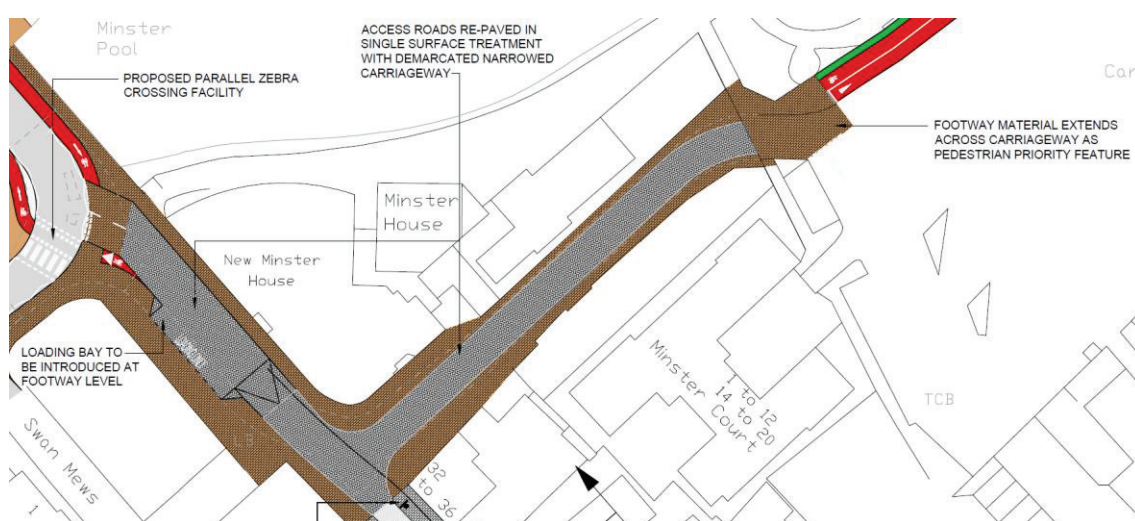 Minster
Pool
PROPOSED PARALLEL ZEBRA
CROSSING FACILITY
ACCESS ROADS RE-PAVED IN
SINGLE SURFACE TREATMENT
WITH DEMARCATED NARROWED
CARRIAGEWAY
Car
FOOTWAY MATERIAL EXTENDS
ACROSS CARRIAGEWAY AS
PEDESTRIAN PRIORITY FEATURE
Minster
House
New Minster
House
LOADING BAY TO
BE INTRODUCED AT
FOOTWAY LEVEL
Swan Mews
1
32
to 36
1 to 12
14 to 20
Minster Court
TCB